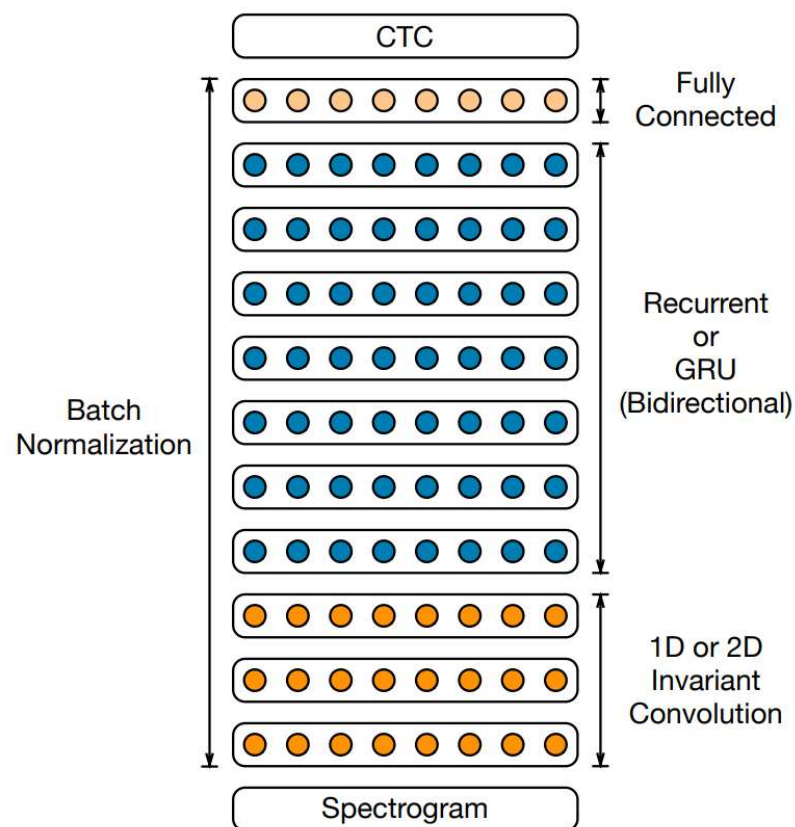 CTC
Fully
Connected
Recurrent
or
GRU
(Bidirectional)
Batch
Normalization
1D or 2D
Invariant
Convolution
Spectrogram